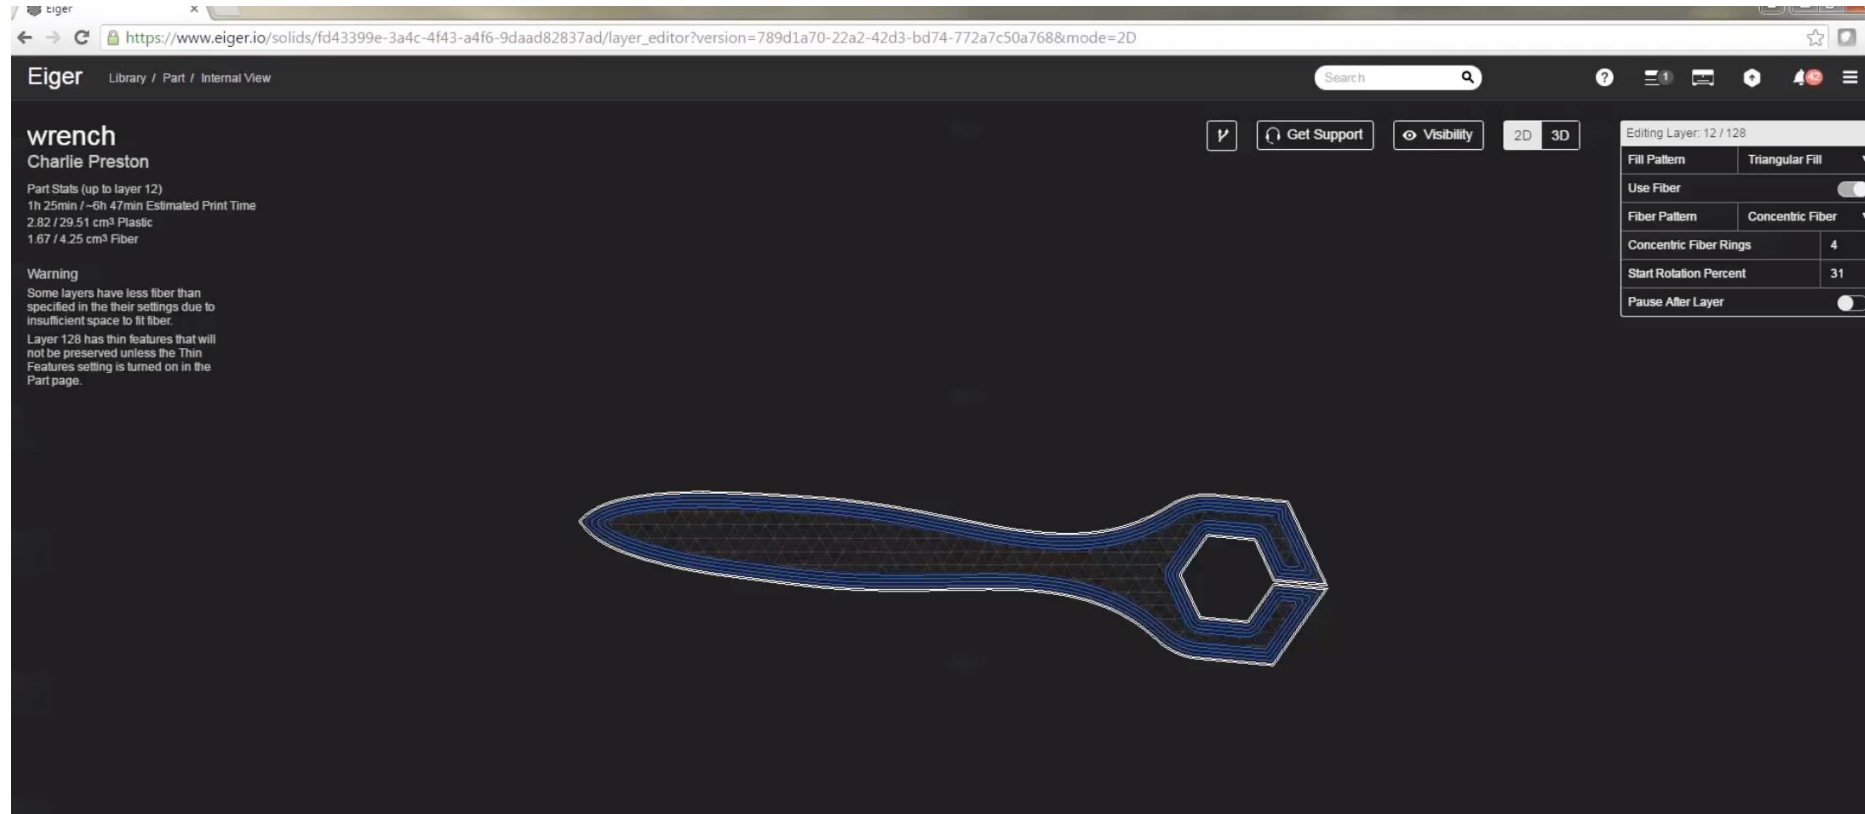 Eiger
https://www.eiger.io/solids/fd43399e-3a4c-4f43-a4f6-9daad82837ad/layer_editor?version=789d1a70-22a2-42d3-bd74-772a7c50a768&mode=2D
Eiger Library / Part / Internal View Search ? 1 42
wrench
Charlie Preston
Part Stats (up to layer 12)
1h 25min / ~6h 47min Estimated Print Time
2.82 / 29.51 cm³ Plastic
1.67 / 4.25 cm³ Fiber
Warning
Some layers have less fiber than
specified in the their settings due to
insufficient space to fit fiber.
Layer 128 has thin features that will
not be preserved unless the Thin
Features setting is turned on in the
Part page.
Get Support Visibility 2D 3D
Editing Layer: 12 / 128
Fill Pattern Triangular Fill
Use Fiber
Fiber Pattern Concentric Fiber
Concentric Fiber Rings 4
Start Rotation Percent 31
Pause After Layer